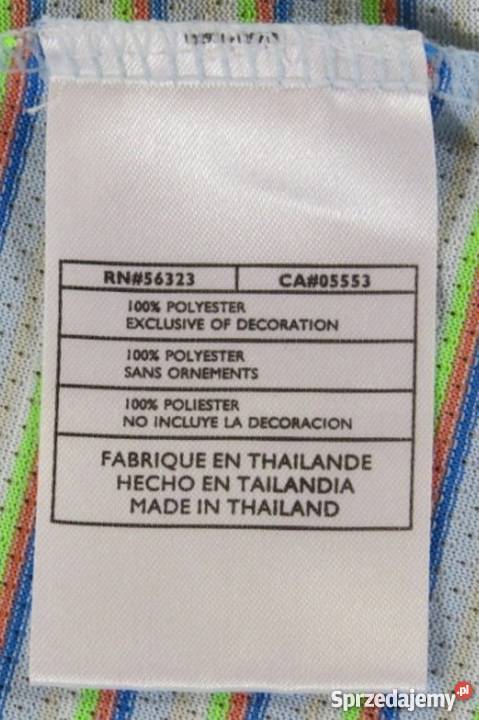 RN#56323 CA#05553
100% POLYESTER
EXCLUSIVE OF DECORATION
100% POLYESTER
SANS ORNEMENTS
100% POLIESTER
NO INCLUYE LA DECORACION
FABRIQUE EN THAILANDE
HECHO EN TAILANDIA
MADE IN THAILAND
Sprzedajemy.pl